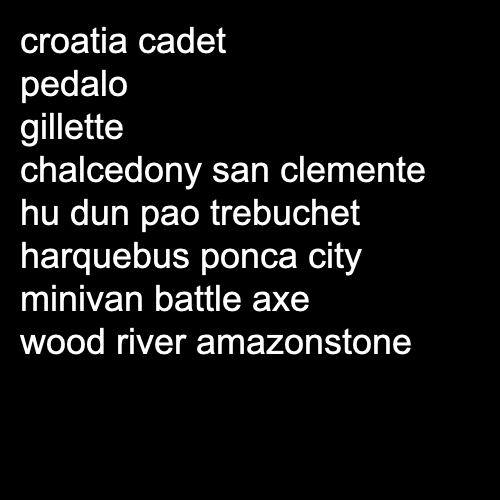 croatia cadet
pedalo
gillette
chalcedony san clemente
hu dun pao trebuchet
harquebus ponca city
minivan battle axe
wood river amazonstone